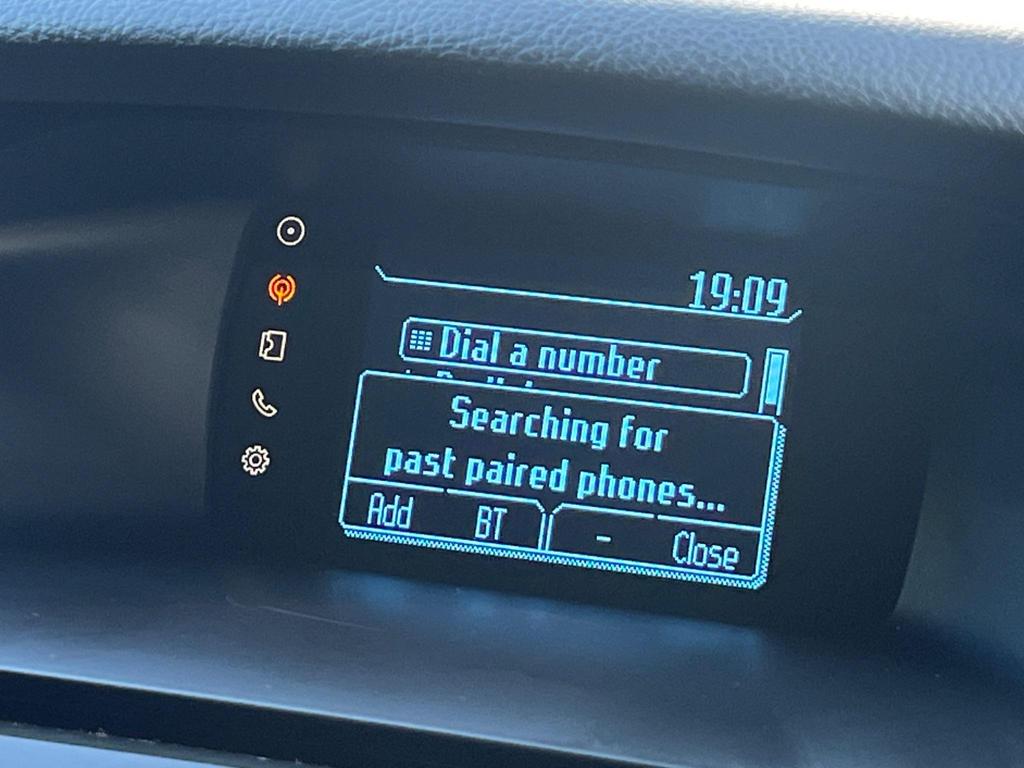 19:09
Dial a number
Searching for
past paired phones...
Add BT - Close